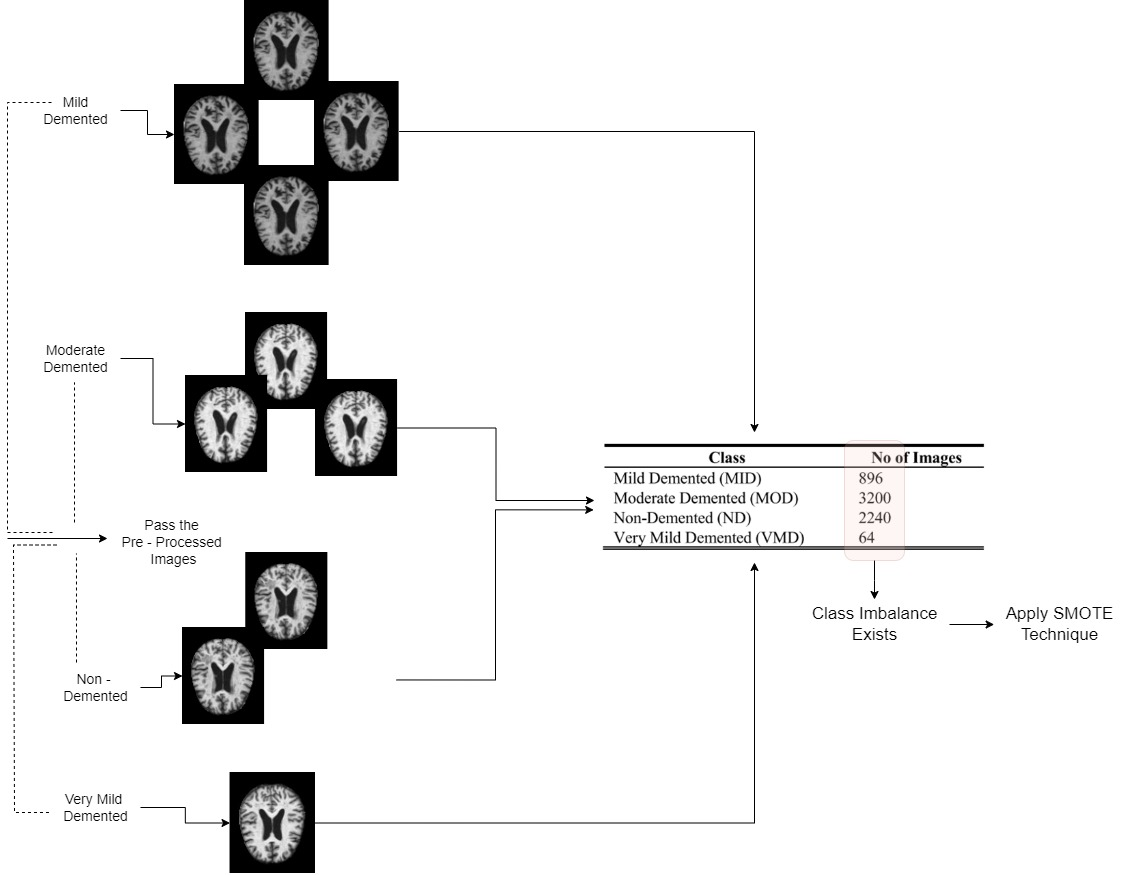 Mild
Demented
Moderate
Demented
Pass the
Pre - Processed
Images
Non -
Demented
Very Mild
Demented
Class No of Images
Mild Demented (MID) 896
Moderate Demented (MOD) 3200
Non-Demented (ND) 2240
Very Mild Demented (VMD) 64
Class Imbalance
Exists
Apply SMOTE
Technique